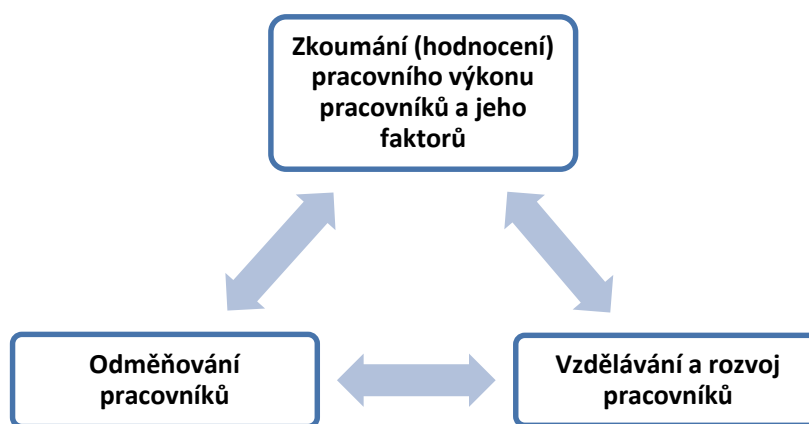 Zkoumání (hodnocení)
pracovního výkonu
pracovníků a jeho
faktorů
Odměňování
pracovníků
Vzdělávání a rozvoj
pracovníků